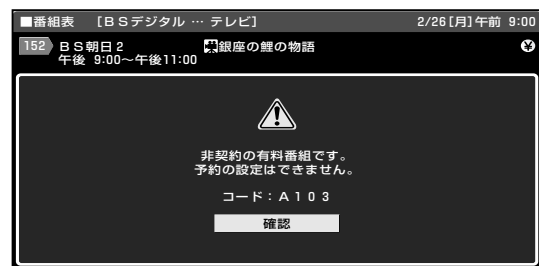 ■番組表 [BSデジタル … テレビ] 2/26[月]午前 9:00
152 BS朝日2 映銀座の鯉の物語 ¥
午後 9:00~午後11:00
非契約の有料番組です。
予約の設定はできません。
コード:A103
確認